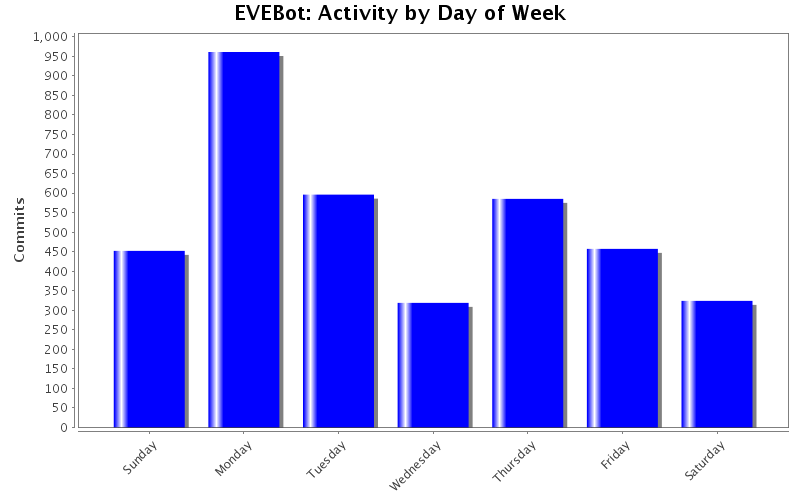 EVEBot: Activity by Day of Week
1,000
950
900
850
800
750
700
650
600
550
500
450
400
350
300
250
200
150
100
50
0
Commits
Sunday
Monday
Tuesday
Wednesday
Thursday
Friday
Saturday